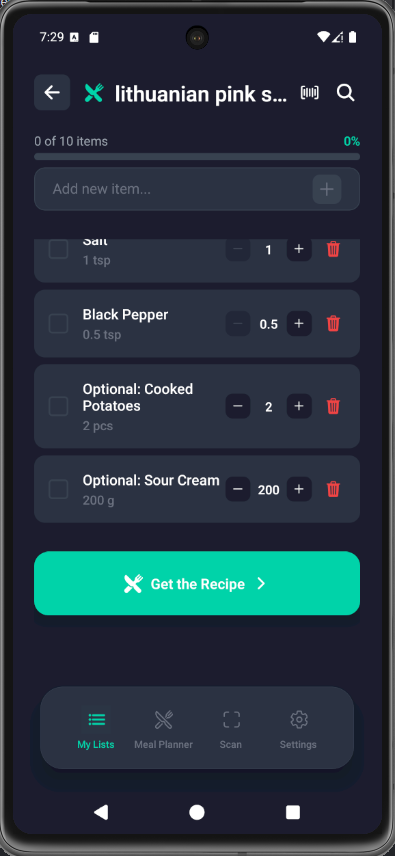 7:29
lithuanian pink s...
0 of 10 items
0%
Add new item...
Salt
1 tsp
1
Black Pepper
0.5 tsp
0.5
Optional: Cooked
Potatoes
2 pcs
2
Optional: Sour Cream
200 g
200
Get the Recipe
My Lists
Meal Planner
Scan
Settings